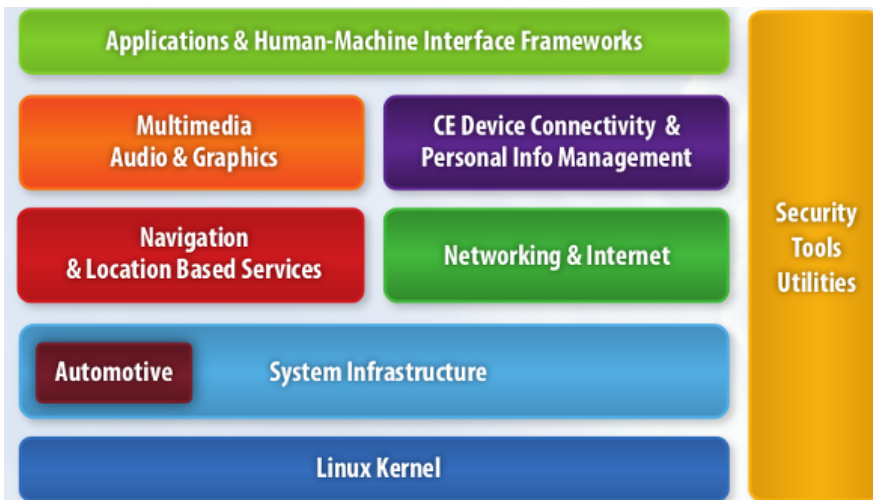 Applications & Human-Machine Interface Frameworks
Multimedia
Audio & Graphics
CE Device Connectivity &
Personal Info Management
Navigation
& Location Based Services
Networking & Internet
Automotive
System Infrastructure
Linux Kernel
Security
Tools
Utilities